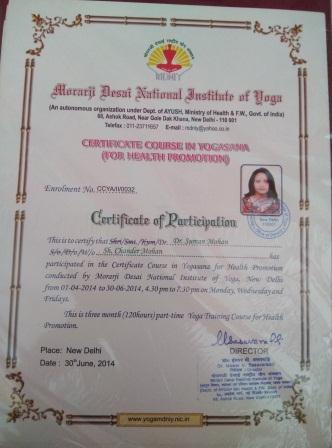 MDNIY
Morarji Desai National Institute of Yoga
(An autonomous organization under Dept. of AYUSH, Ministry of Health & F.W., Govt. of India)
68, Ashok Road, Near Gole Dak Khana, New Delhi - 110 001
Telefax : 011-23711657 E-mail : mdniy@yahoo.co.in
CERTIFICATE COURSE IN YOGASANA
(FOR HEALTH PROMOTION)
Enrolment No. CCYA/II/0032
Certificate of Participation
This is to certify that Shri/Smt./Kum/Dr. Dr. Suman Mohan
S/o/D/o/W/o Sh. Chander Mohan has
participated in the Certificate Course in Yogasana for Health Promotion
conducted by Morarji Desai National Institute of Yoga, New Delhi
from 01-04-2014 to 30-06-2014, 4.30 pm to 7.30 pm on Monday, Wednesday and
Fridays.
This is three month (120hours) part-time Yoga Training Course for Health
Promotion.
Place: New Delhi
Date : 30th June, 2014
DIRECTOR
www.yogamdniy.nic.in